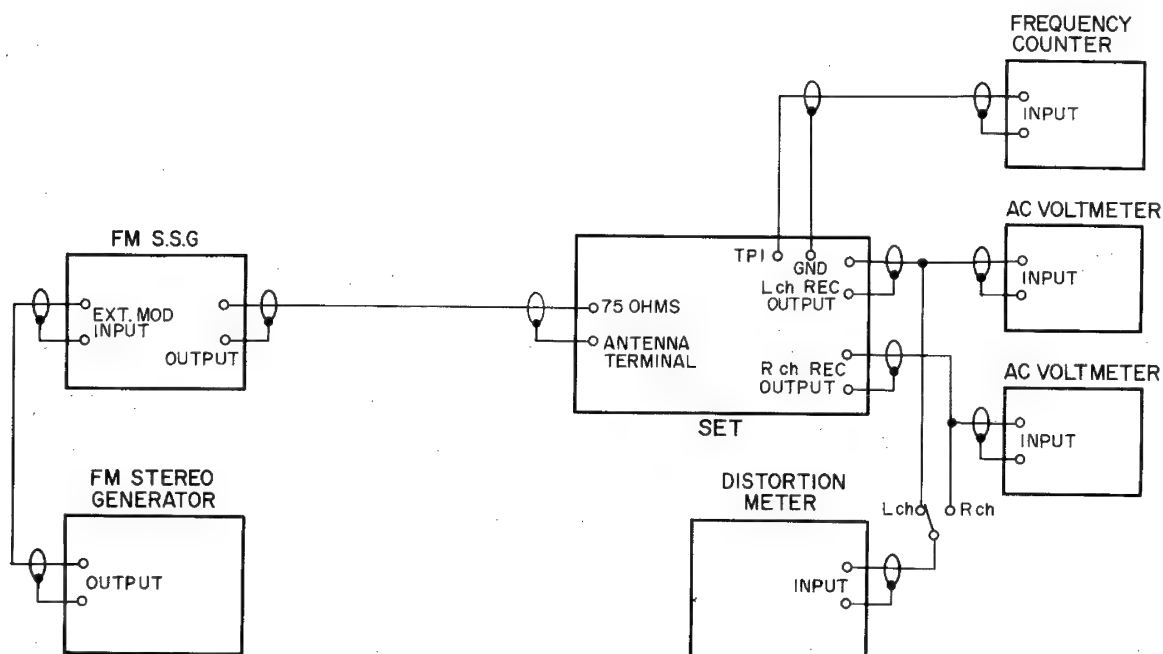 FREQUENCY
COUNTER
INPUT
AC VOLTMETER
INPUT
FM S.S.G
EXT. MOD
INPUT
OUTPUT
TP1
GND
L ch REC
OUTPUT
75 OHMS
ANTENNA
TERMINAL
R ch REC
OUTPUT
SET
AC VOLTMETER
INPUT
FM STEREO
GENERATOR
OUTPUT
DISTORTION
METER
L ch
R ch
INPUT